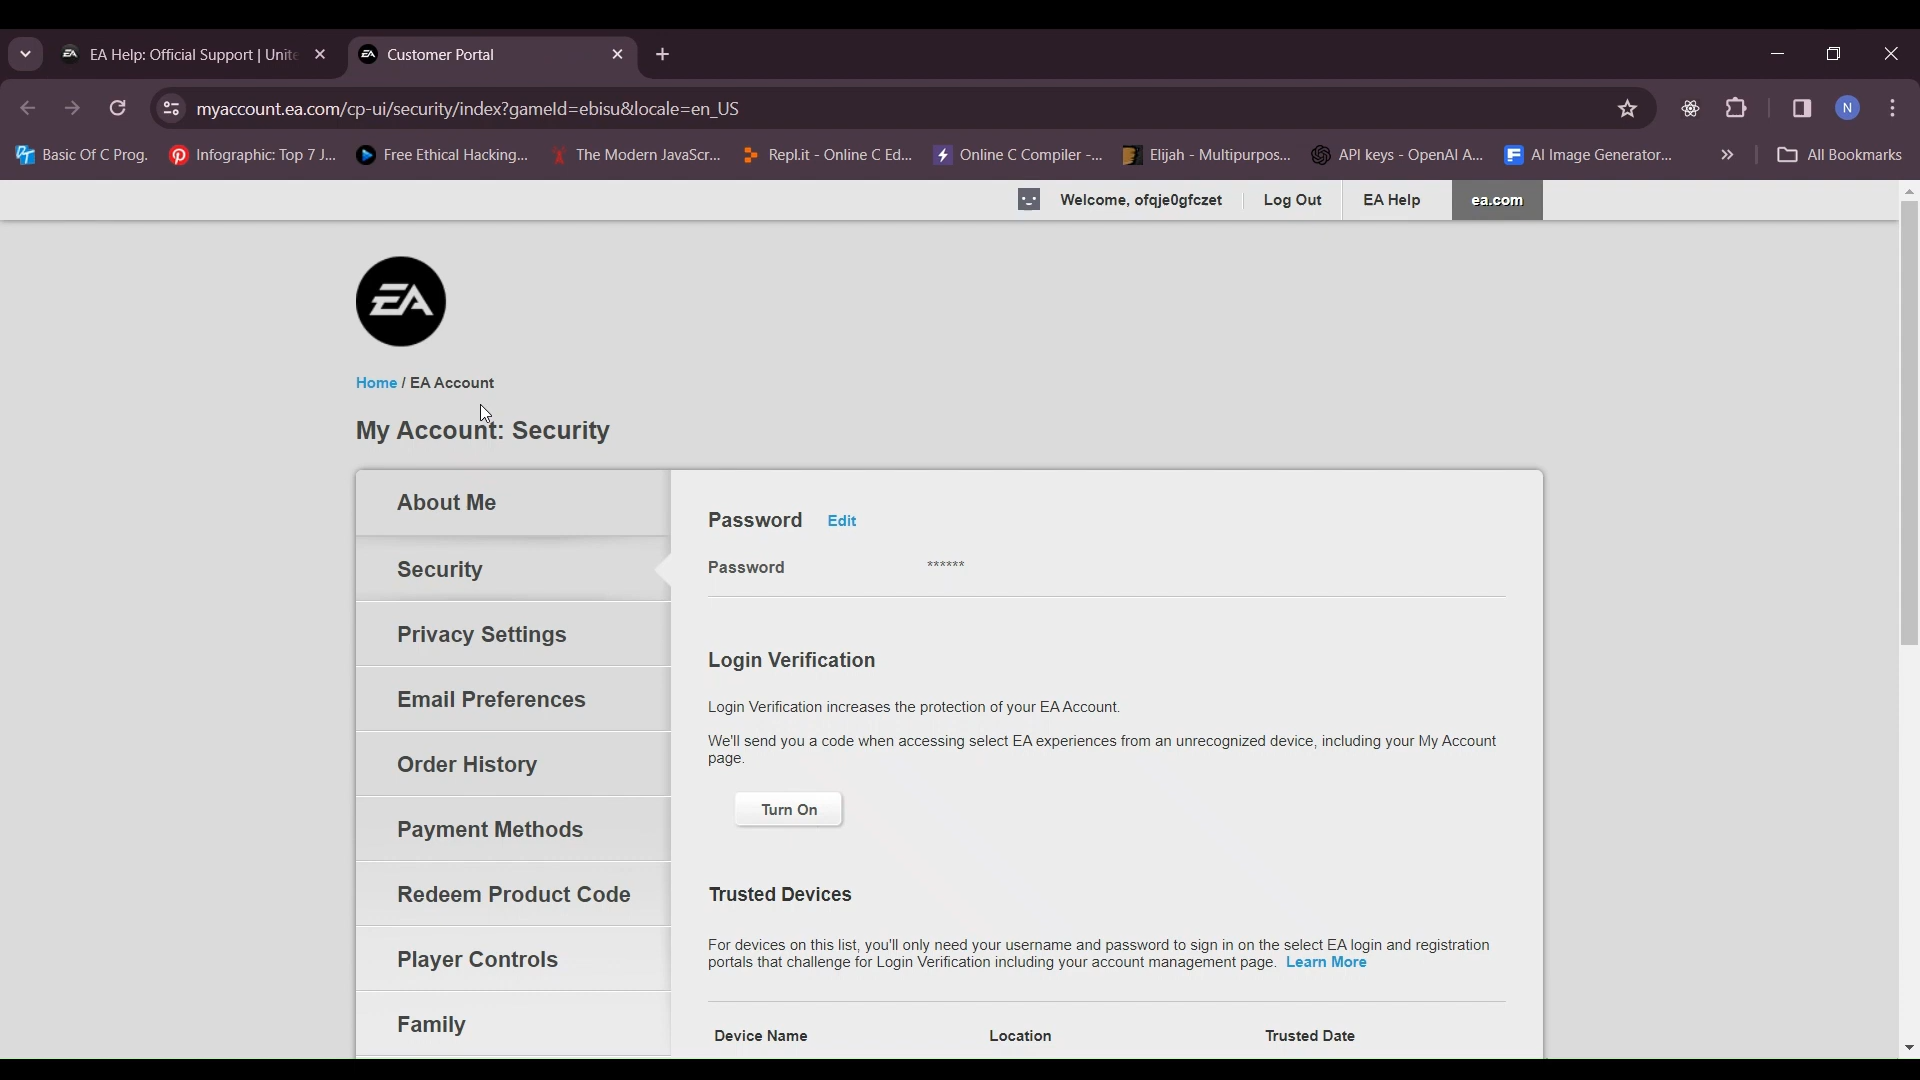 EA Help: Official Support | Unite
Customer Portal
myaccount.ea.com/cp-ui/security/index?gameId=ebisu&locale=en_US
N
Basic Of C Prog.
Infographic: Top 7 J...
Free Ethical Hacking...
The Modern JavaScr...
Repl.it - Online C Ed...
Online C Compiler -...
Elijah - Multipurpos...
API keys - OpenAI A...
AI Image Generator...
All Bookmarks
Welcome, ofqje0gfczet
Log Out
EA Help
ea.com
EA
Home / EA Account
My Account: Security
About Me
Security
Privacy Settings
Email Preferences
Order History
Payment Methods
Redeem Product Code
Player Controls
Family
Password Edit
Password ******
Login Verification
Login Verification increases the protection of your EA Account.
We'll send you a code when accessing select EA experiences from an unrecognized device, including your My Account
page.
Turn On
Trusted Devices
For devices on this list, you'll only need your username and password to sign in on the select EA login and registration
portals that challenge for Login Verification including your account management page. Learn More
Device Name Location Trusted Date